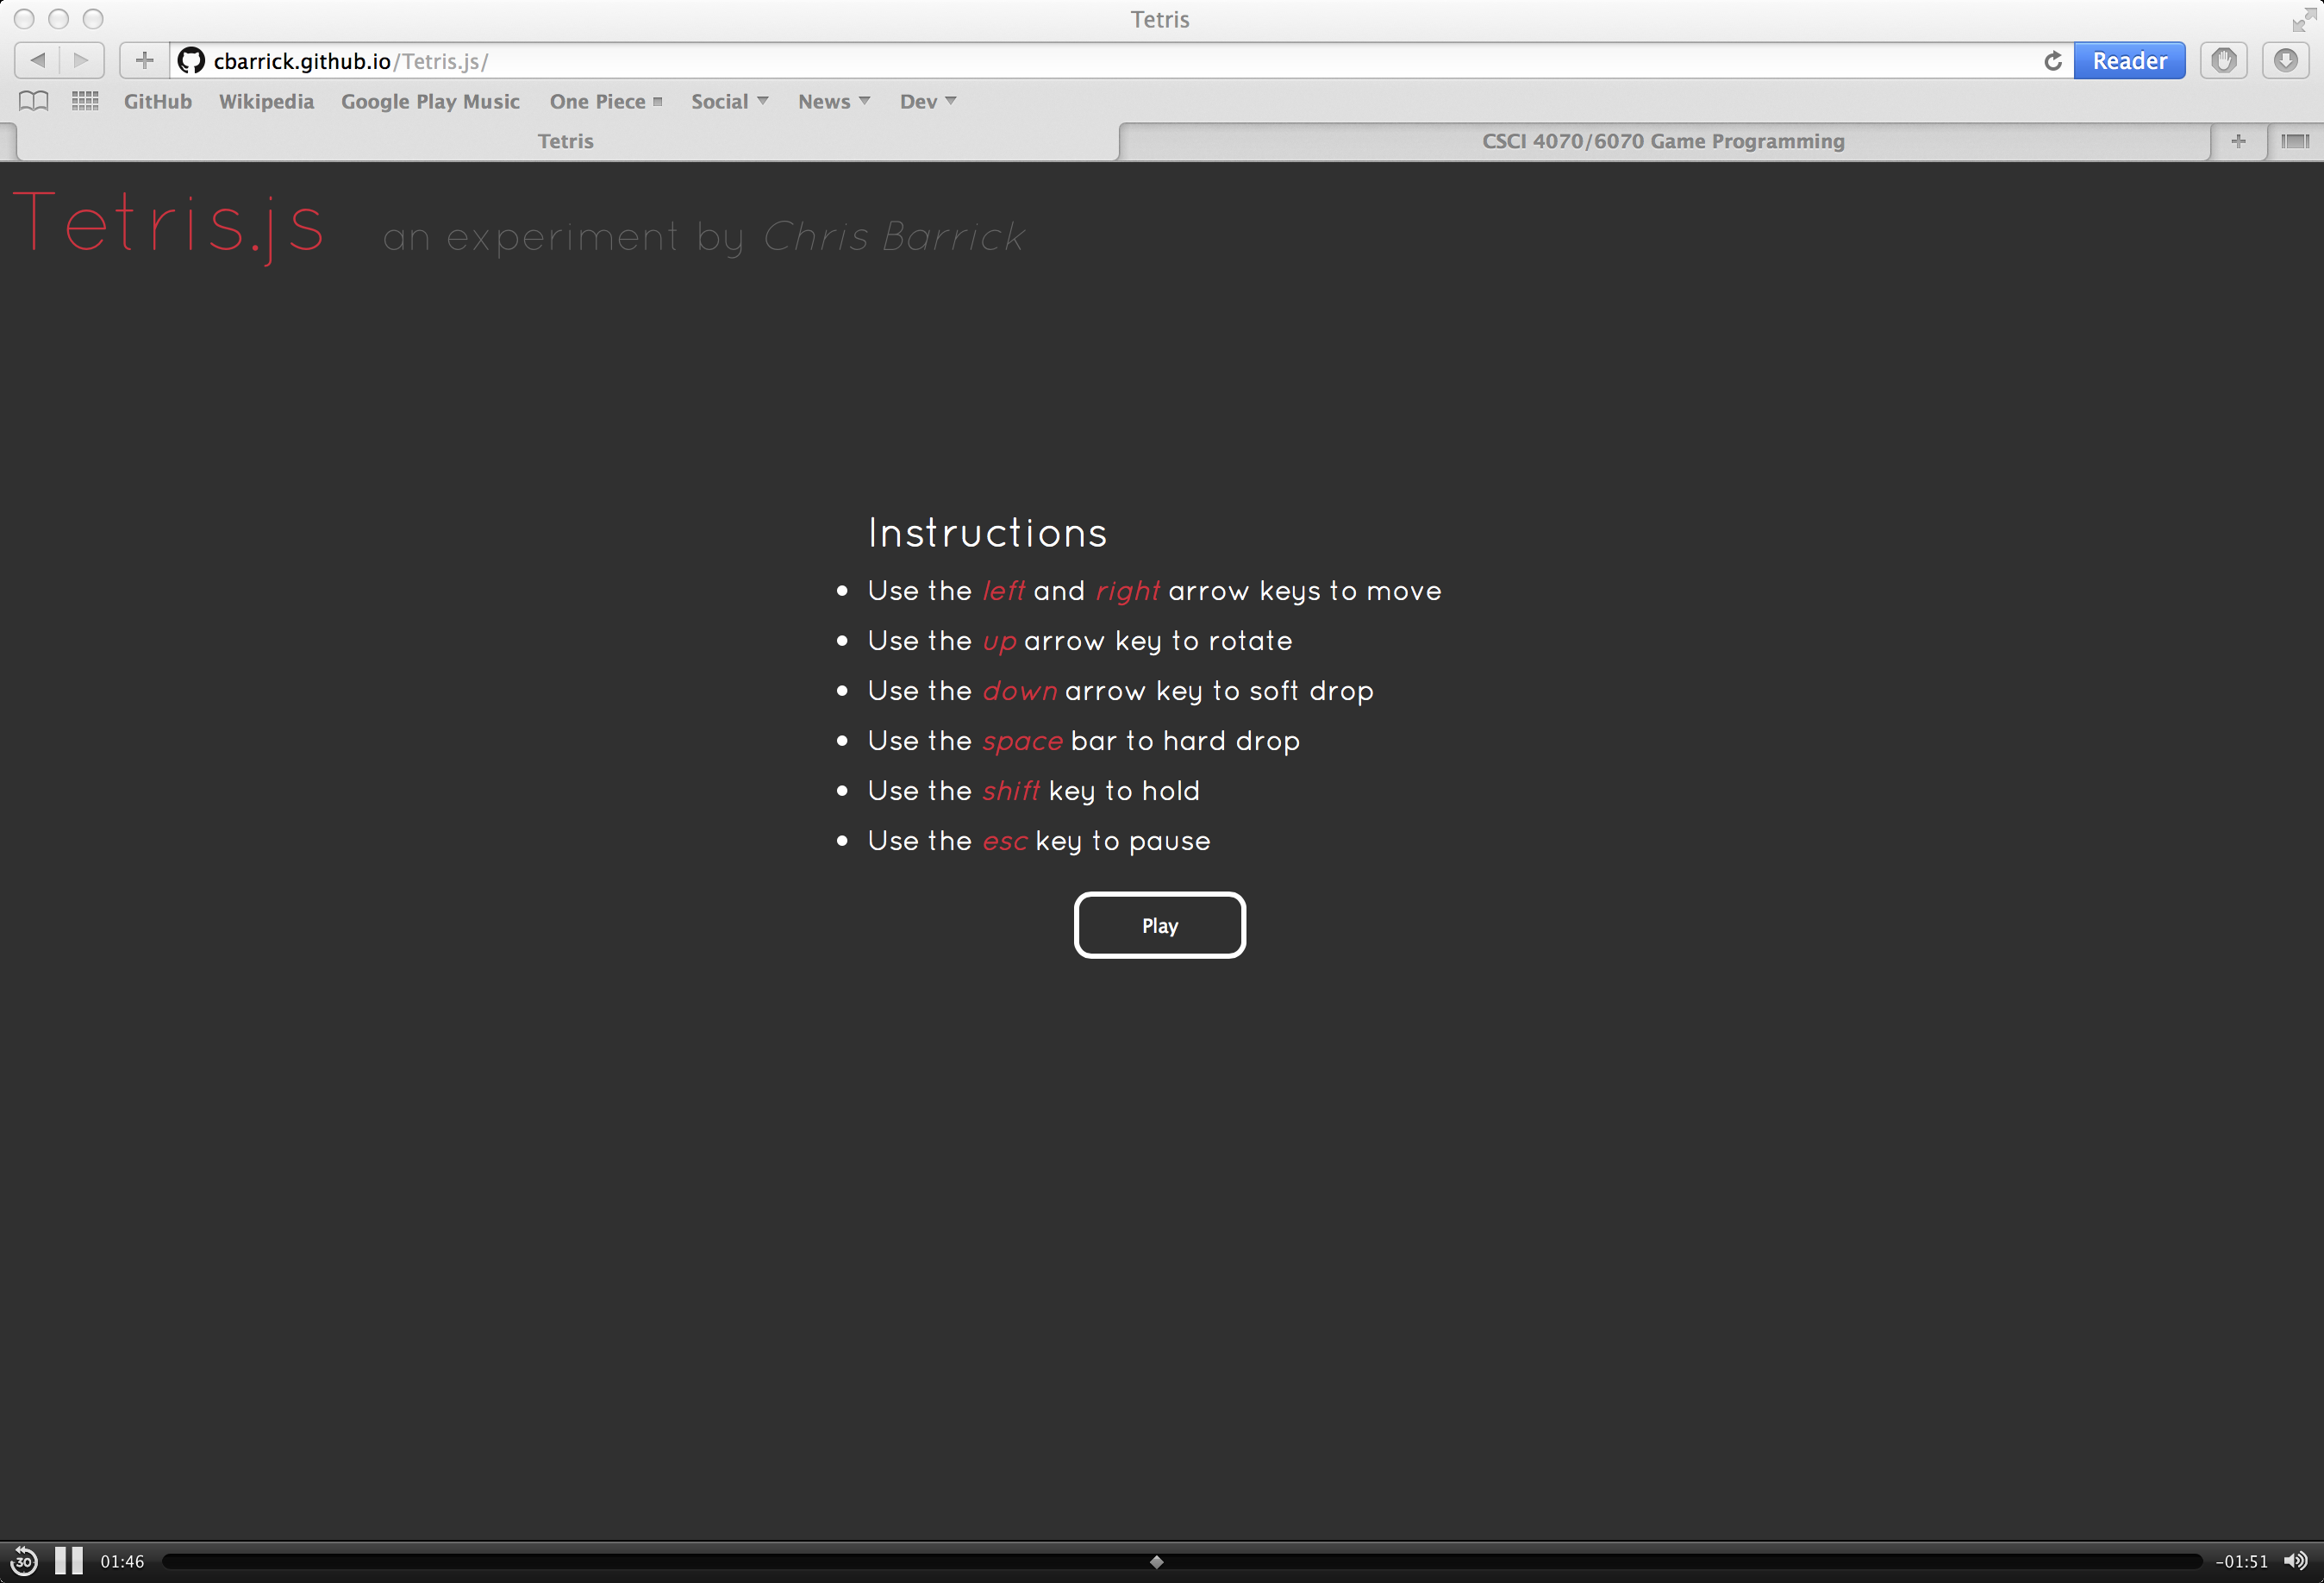 Tetris
cbarrick.github.io/Tetris.js/
Reader
GitHub Wikipedia Google Play Music One Piece Social News Dev
Tetris CSCI 4070/6070 Game Programming
Tetris.js an experiment by Chris Barrick
Instructions
Use the left and right arrow keys to move
Use the up arrow key to rotate
Use the down arrow key to soft drop
Use the space bar to hard drop
Use the shift key to hold
Use the esc key to pause
Play
30 01:46 -01:51